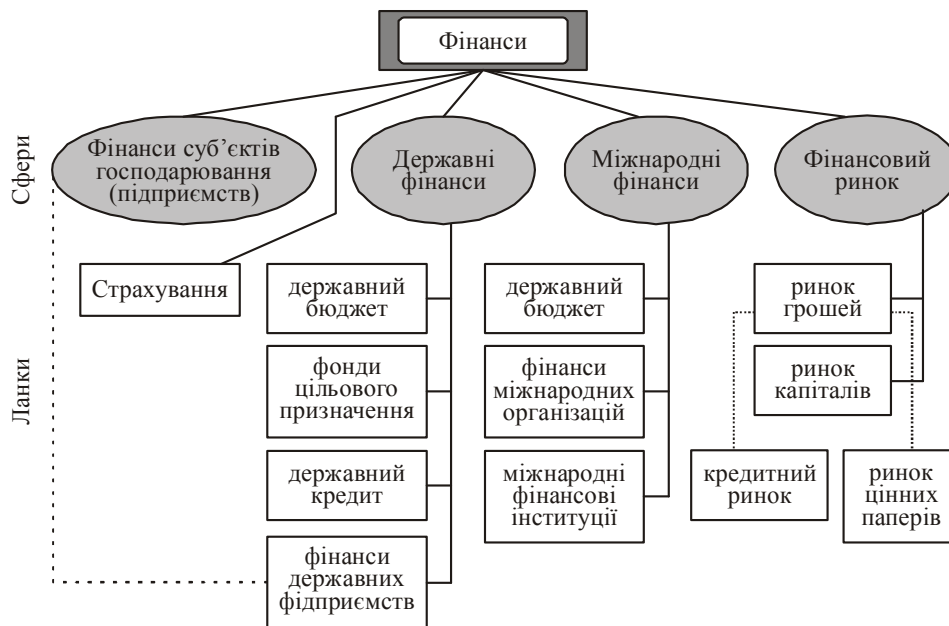 Фінанси
Сфери
Фінанси суб’єктів
господарювання
(підприємств)
Державні
фінанси
Міжнародні
фінанси
Фінансовий
ринок
Ланки
Страхування
державний
бюджет
фонди
цільового
призначення
державний
кредит
фінанси
державних
фідприємств
державний
бюджет
фінанси
міжнародних
організацій
міжнародні
фінансові
інституції
ринок
грошей
ринок
капіталів
кредитний
ринок
ринок
цінних
паперів